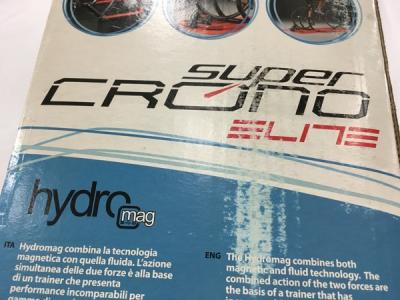 super
CRONO
ELITE
hydro mag
ITA Hydromag combina la tecnologia
magnetica con quella fluida. L'azione
simultanea delle due forze è alla base
di un trainer che presenta
performance incomparabili per
ENG The Hydromag combines both
magnetic and fluid technology. The
combined action of the two forces are
the basis of a trainer that has